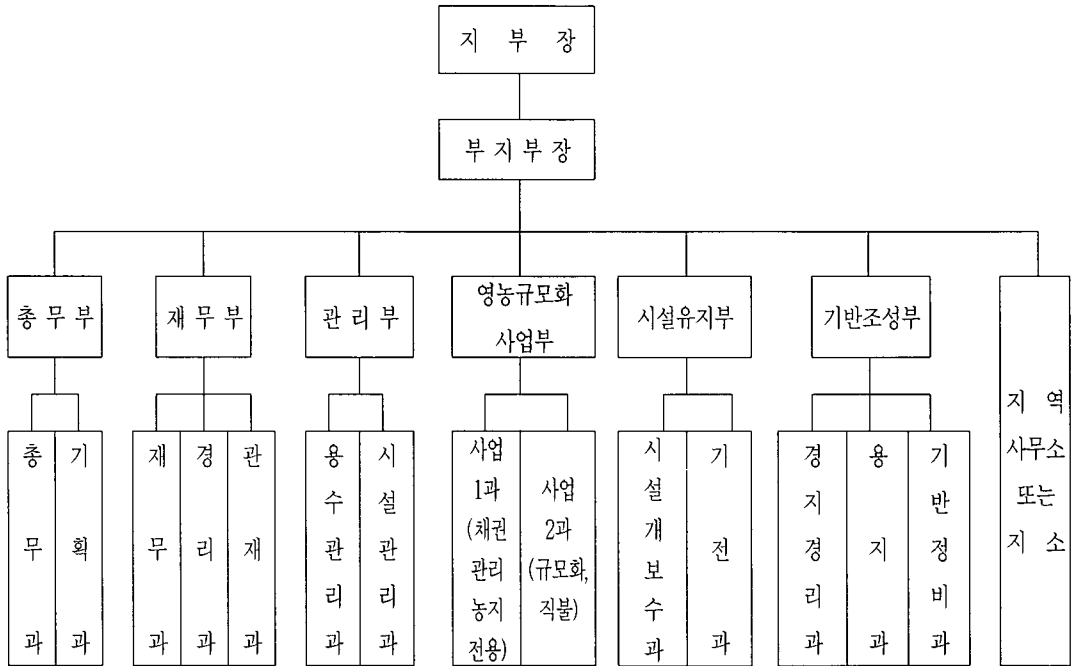 지 부 장
부 지 부 장
총 무 부
재 무 부
관 리 부
영농규모화
사업부
시설유지부
기반조성부
지 역
사무소
또는
지 소
총무과
기획과
재무과
경리과
관재과
용수관리과
시설관리과
사업
1과
(채권
관리
농지
전용)
사업
2과
(규모화,
직불)
시설개보수과
기전과
경지경리과
용지과
기반정비과